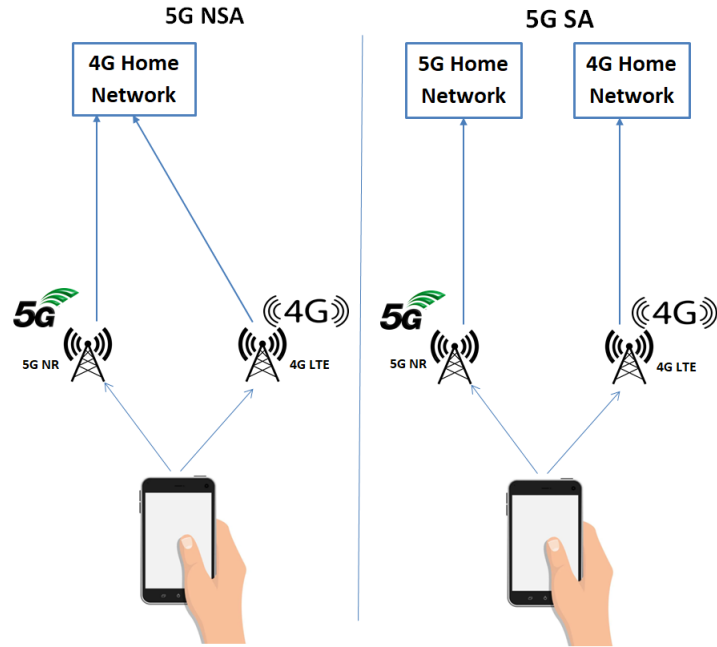 5G NSA
4G Home
Network
5G
4G
5G NR
4G LTE
5G SA
5G Home
Network
4G Home
Network
5G
4G
5G NR
4G LTE